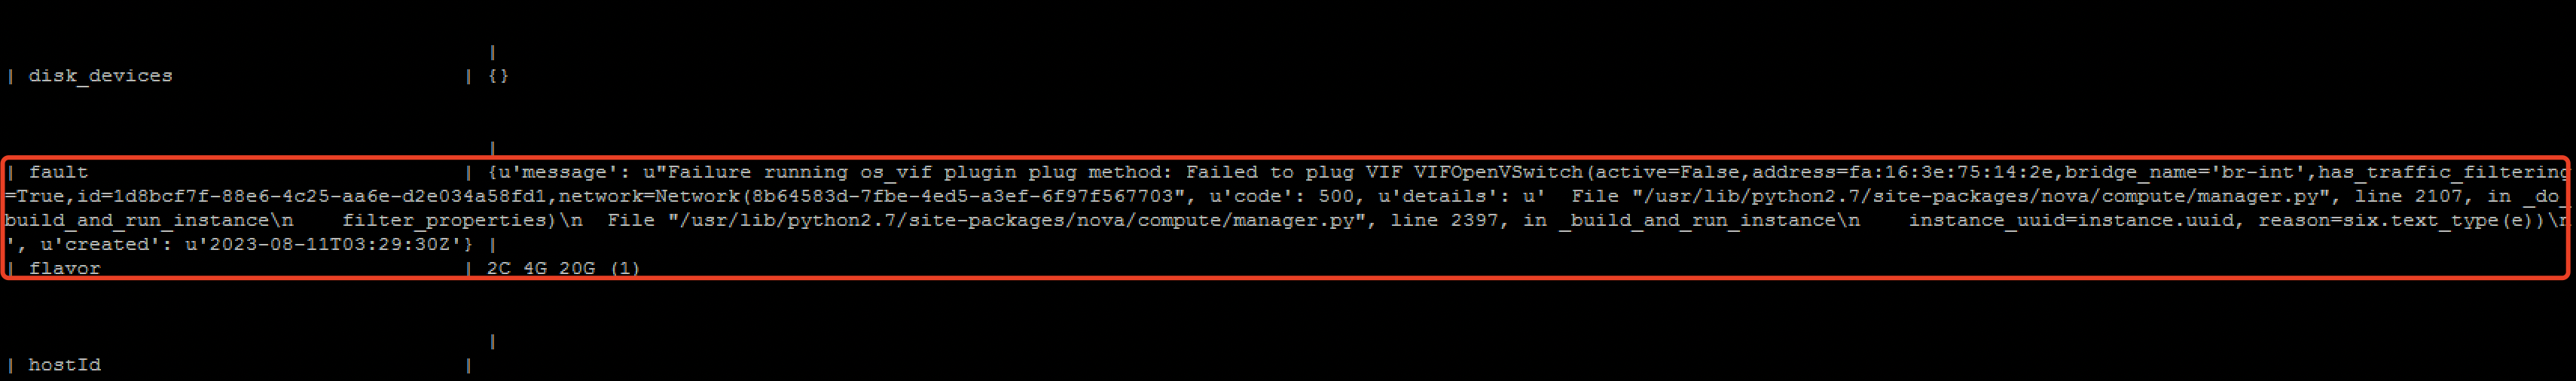 |
| disk_devices | {}
|
| fault | {u'message': u"Failure running os_vif plugin plug method: Failed to plug VIF VIFOpenVSwitch(active=False,address=fa:16:3e:75:14:2e,bridge_name='br-int',has_traffic_filtering
=True,id=1d8bcf7f-88e6-4c25-aa6e-d2e034a58fd1,network=Network(8b64583d-7fbe-4ed5-a3ef-6f97f567703", u'code': 500, u'details': u'  File "/usr/lib/python2.7/site-packages/nova/compute/manager.py", line 2107, in _do_
build_and_run_instance\n    filter_properties)\n  File "/usr/lib/python2.7/site-packages/nova/compute/manager.py", line 2397, in _build_and_run_instance\n    instance_uuid=instance.uuid, reason=six.text_type(e))\n
', u'created': u'2023-08-11T03:29:30Z'} |
| flavor | 2C 4G 20G (1)
|
| hostId |